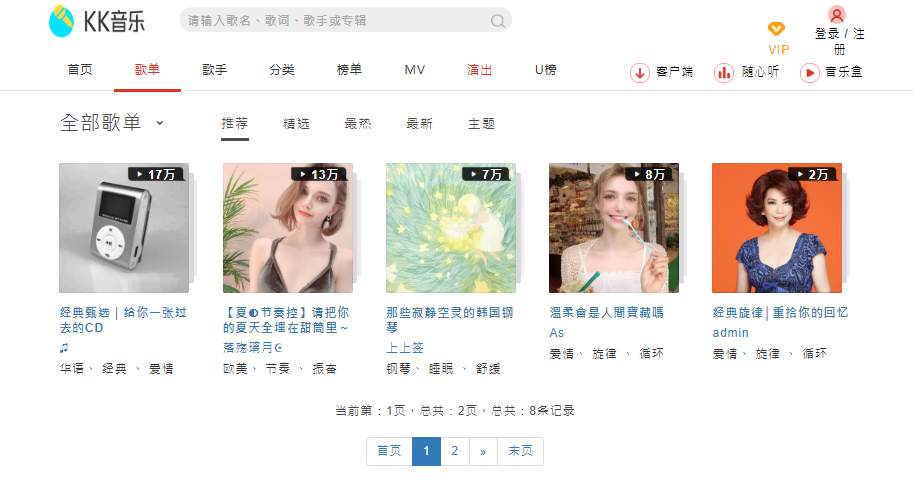 KK音乐
请输入歌名、歌词、歌手或专辑
VIP
登录 / 注
册
首页 歌单 歌手 分类 榜单 MV 演出 U榜
客户端 随心听 音乐盒
全部歌单
推荐 精选 最热 最新 主题
17万
13万
7万
8万
2万
经典甄选｜给你一张过
去的CD
♫
华语、 经典 、 爱情
【夏◐节奏控】请把你
的夏天全埋在甜筒里～
落殇璃月☪
欧美、 节奏 、 振奋
那些寂静空灵的韩国钢
琴
上上签
钢琴、 睡眠 、 舒缓
溫柔會是人間寶藏嗎
As
爱情、 旋律 、 循环
经典旋律│重拾你的回忆
admin
爱情、 旋律 、 循环
当前第：1页，总共：2页，总共：8条记录
首页 1 2 » 末页